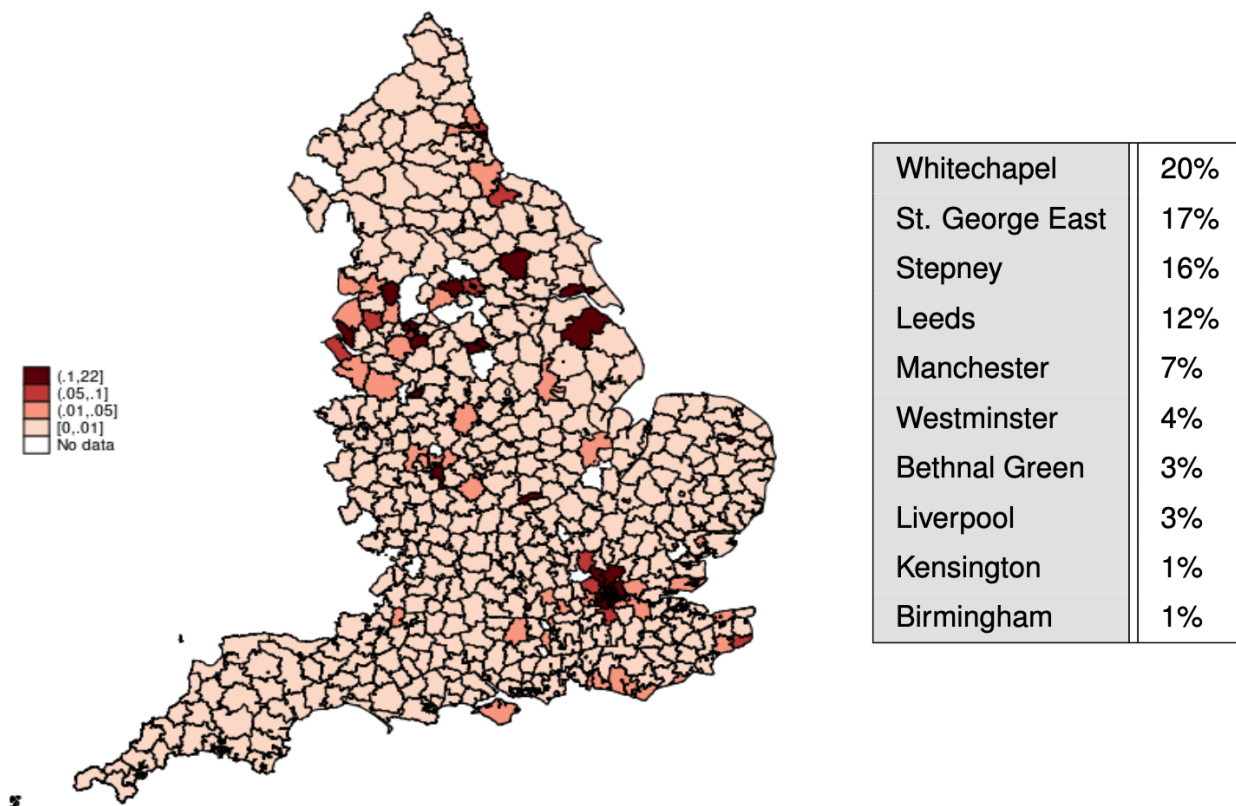 (.1,22]
(.05,.1]
(.01,.05]
[0,.01]
No data
Whitechapel 20%
St. George East 17%
Stepney 16%
Leeds 12%
Manchester 7%
Westminster 4%
Bethnal Green 3%
Liverpool 3%
Kensington 1%
Birmingham 1%